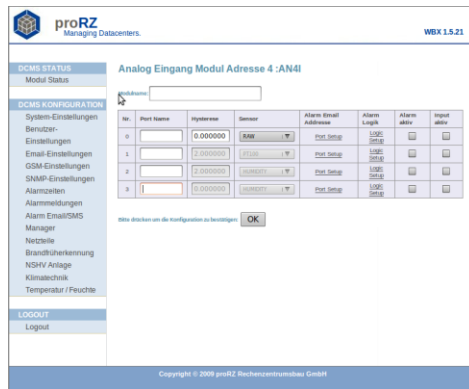 proRZ
Managing Datacenters.
WBX 1.5.21
DCMS STATUS
Modul Status
DCMS KONFIGURATION
System-Einstellungen
Benutzer-
Einstellungen
Email-Einstellungen
GSM-Einstellungen
SNMP-Einstellungen
Alarmzeiten
Alarmmeldungen
Alarm Email/SMS
Manager
Netzteile
Brandfrüherkennung
NSHV Anlage
Klimatechnik
Temperatur / Feuchte
LOGOUT
Logout
Analog Eingang Modul Adresse 4 :AN4I
Modulname:
Nr. Port Name Hysterese Sensor Alarm Email Addresse Alarm Logik Alarm aktiv Input aktiv
0 0.000000 RAW Port Setup Logic Setup
1 2.000000 PT100 Port Setup Logic Setup
2 2.000000 HUMIDITY Port Setup Logic Setup
3 0.000000 HUMIDITY Port Setup Logic Setup
Bitte drücken um die Konfiguration zu bestätigen: OK
Copyright © 2009 proRZ Rechenzentrumsbau GmbH